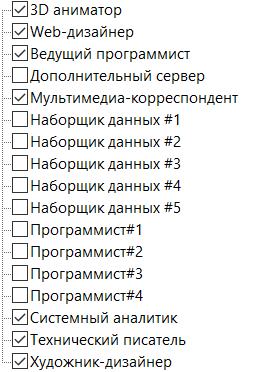 3D аниматор
Web-дизайнер
Ведущий программист
Дополнительный сервер
Мультимедиа-корреспондент
Наборщик данных #1
Наборщик данных #2
Наборщик данных #3
Наборщик данных #4
Наборщик данных #5
Программист#1
Программист#2
Программист#3
Программист#4
Системный аналитик
Технический писатель
Художник-дизайнер